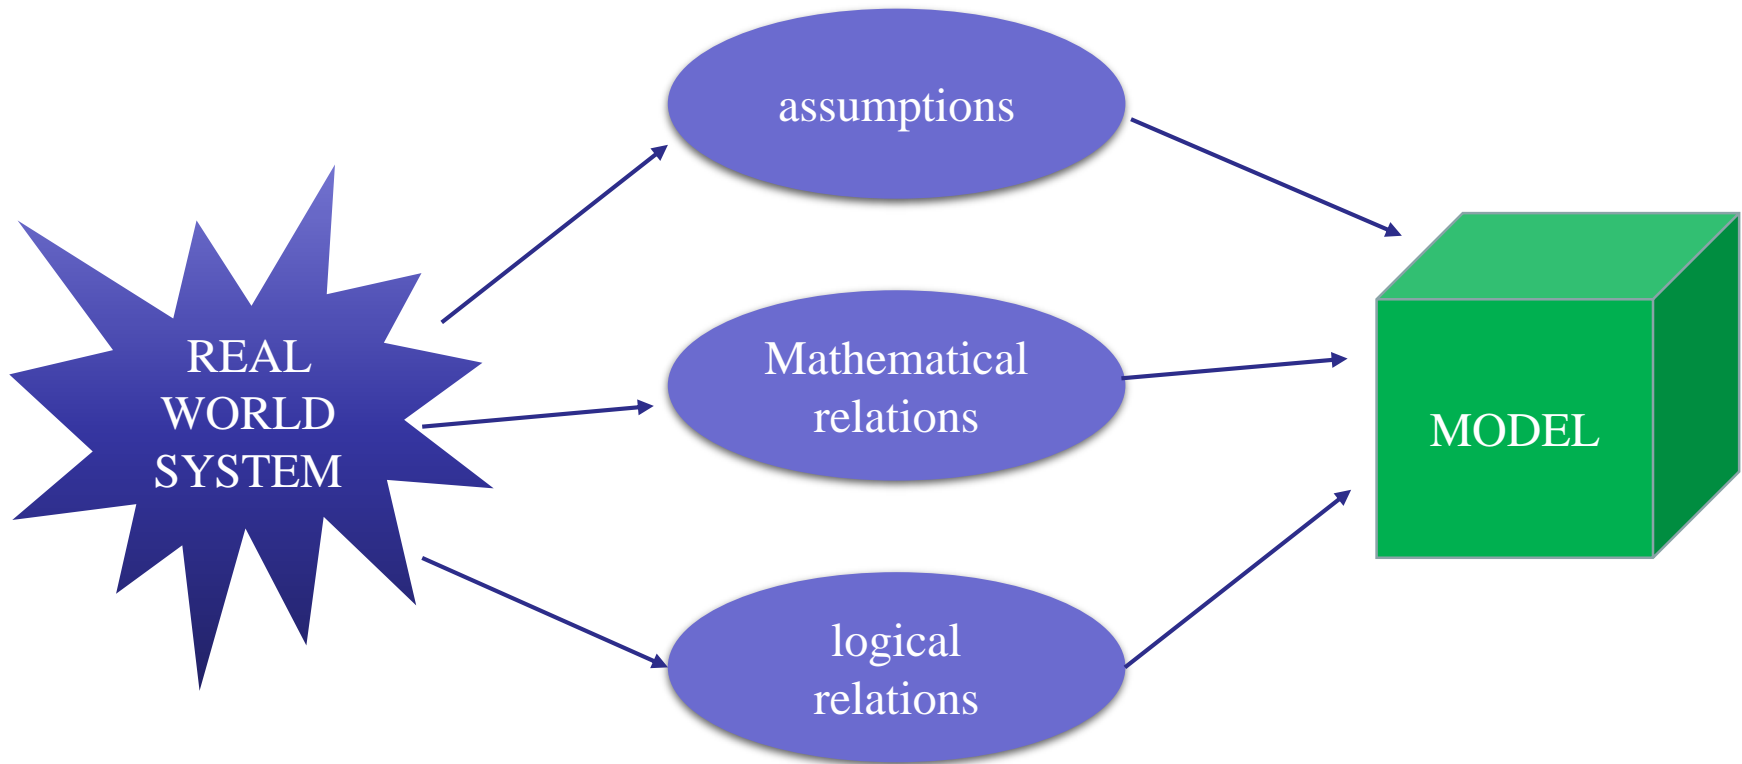 assumptions
REAL
WORLD
SYSTEM
Mathematical
relations
logical
relations
MODEL